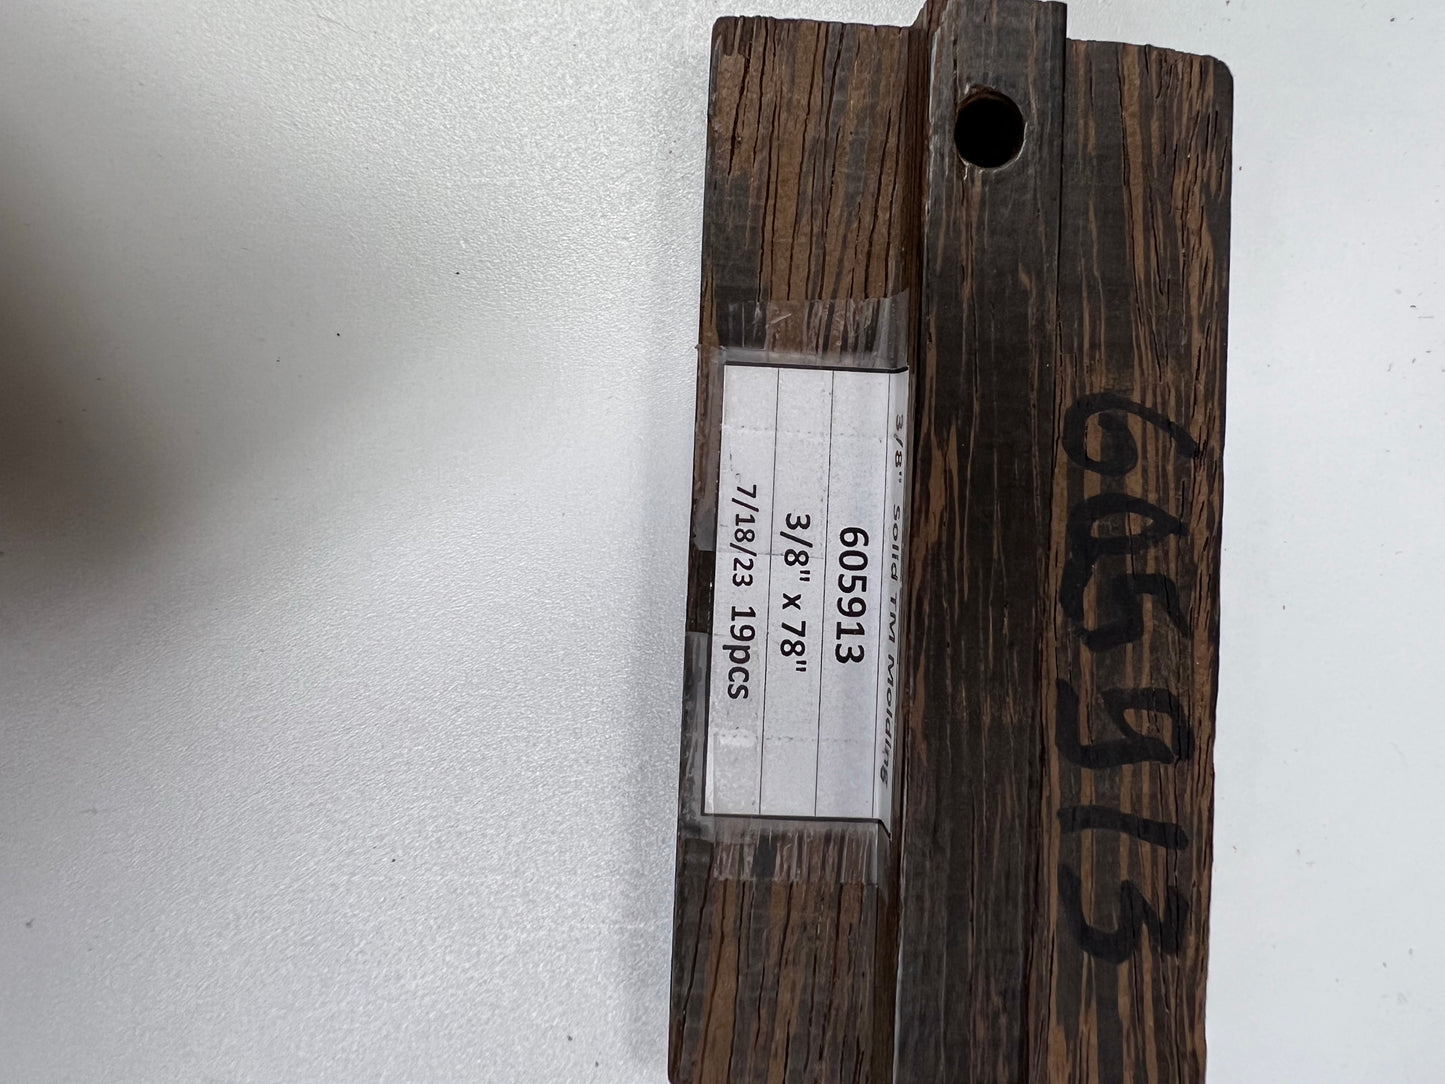 3/8" solid TM Molding
605913
3/8" x 78"
7/18/23 19pcs
605913